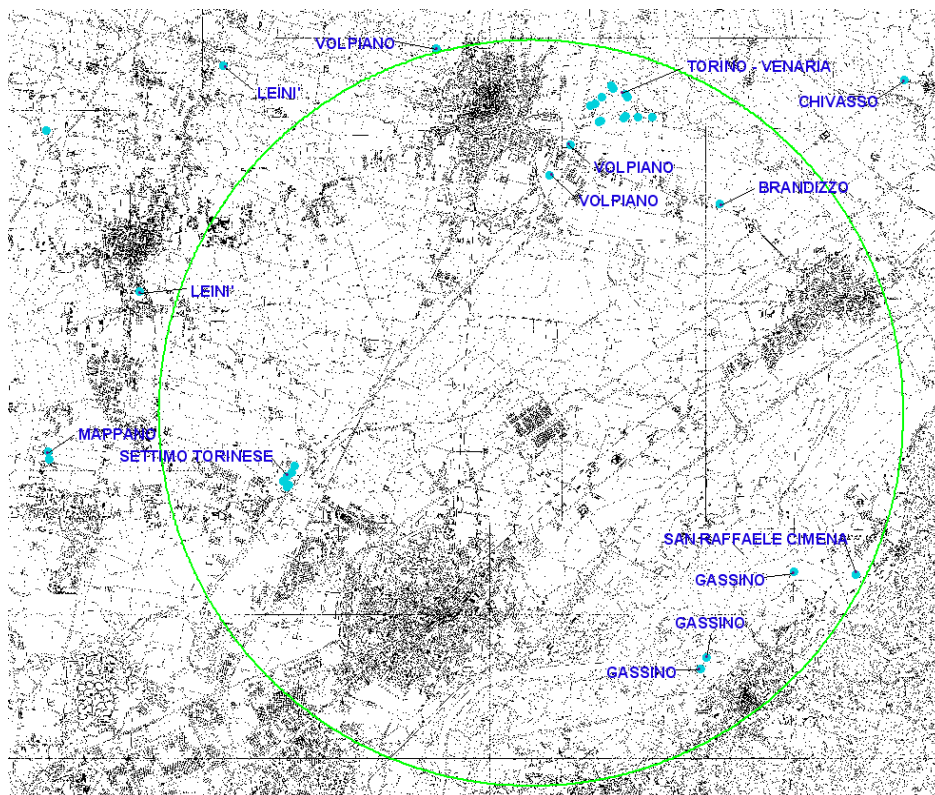 VOLPIANO
TORINO - VENARIA
LEINI'
CHIVASSO
VOLPIANO
BRANDIZZO
VOLPIANO
LEINI'
MAPPANO
SETTIMO TORINESE
SAN RAFFAELE CIMENA
GASSINO
GASSINO
GASSINO